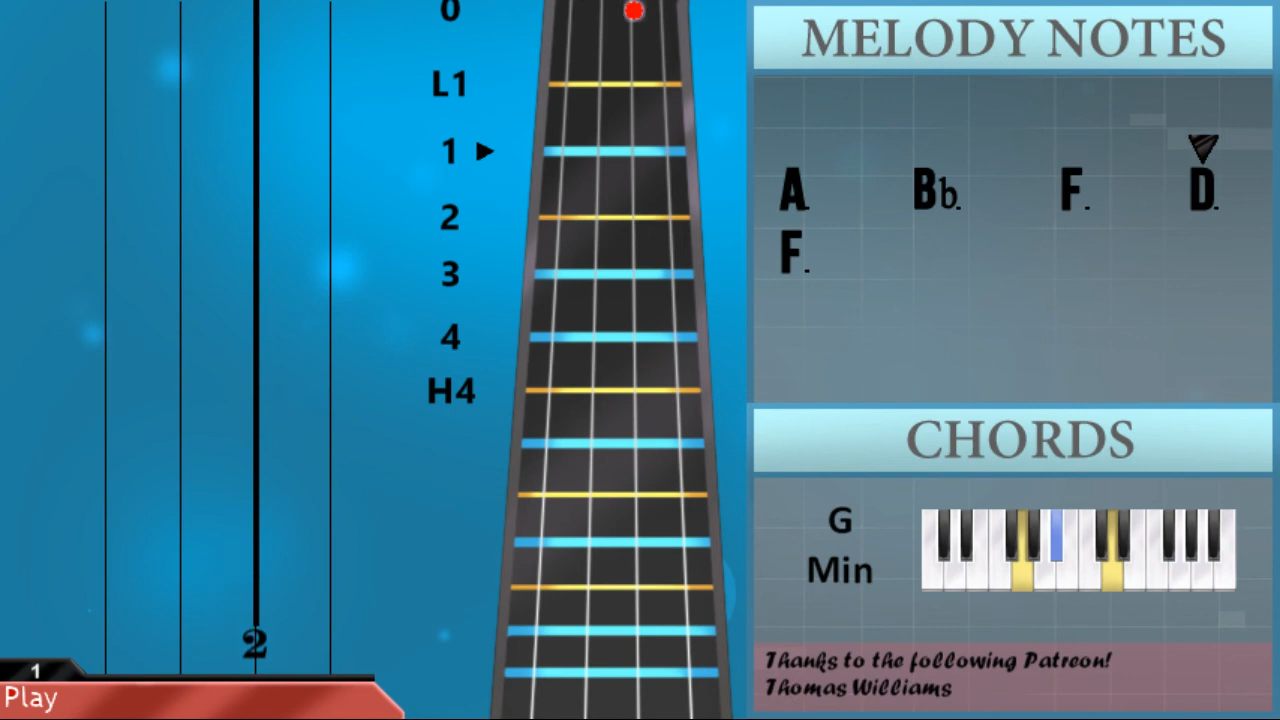 0
L1
1
2
3
4
H4
2
1
Play
MELODY NOTES
A. Bb. F. D.
F.
CHORDS
G
Min
Thanks to the following Patreon!
Thomas Williams